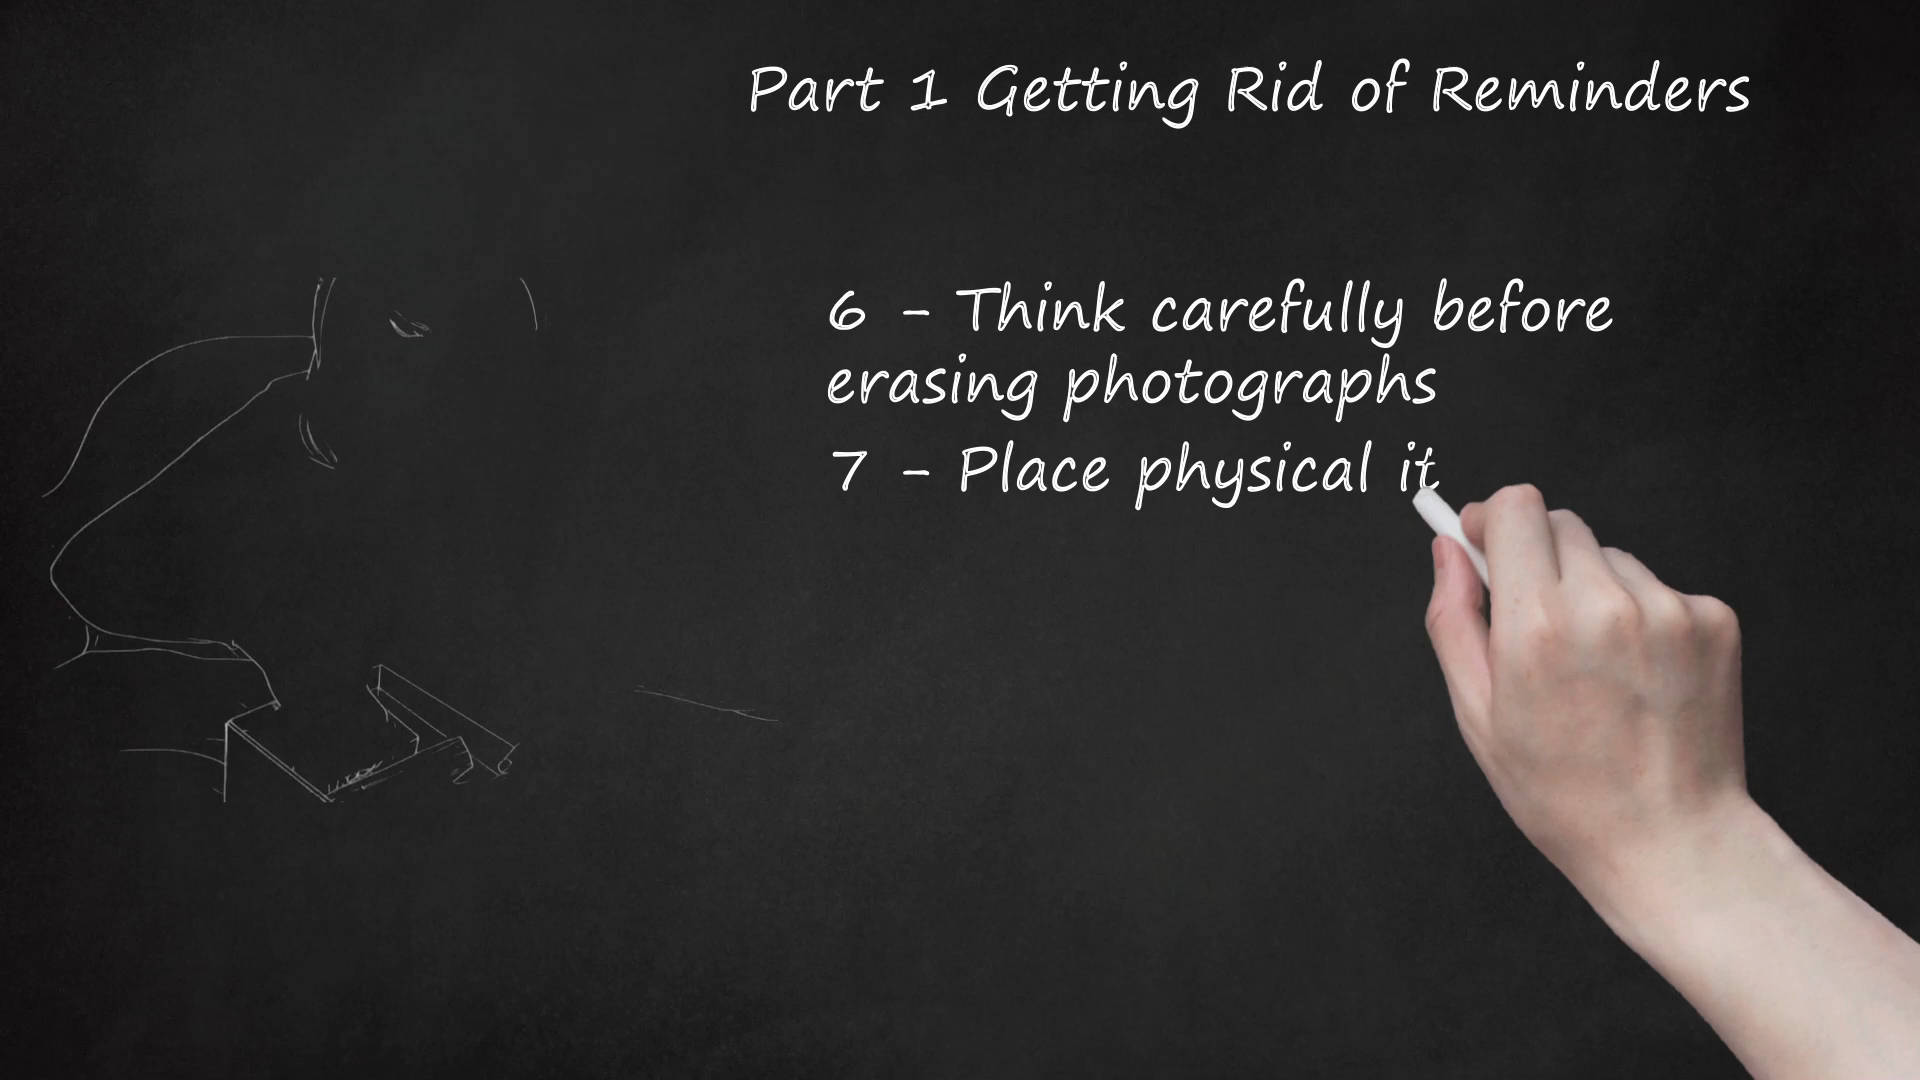 Part 1 Getting Rid of Reminders
6 - Think carefully before
erasing photographs
7 - Place physical it